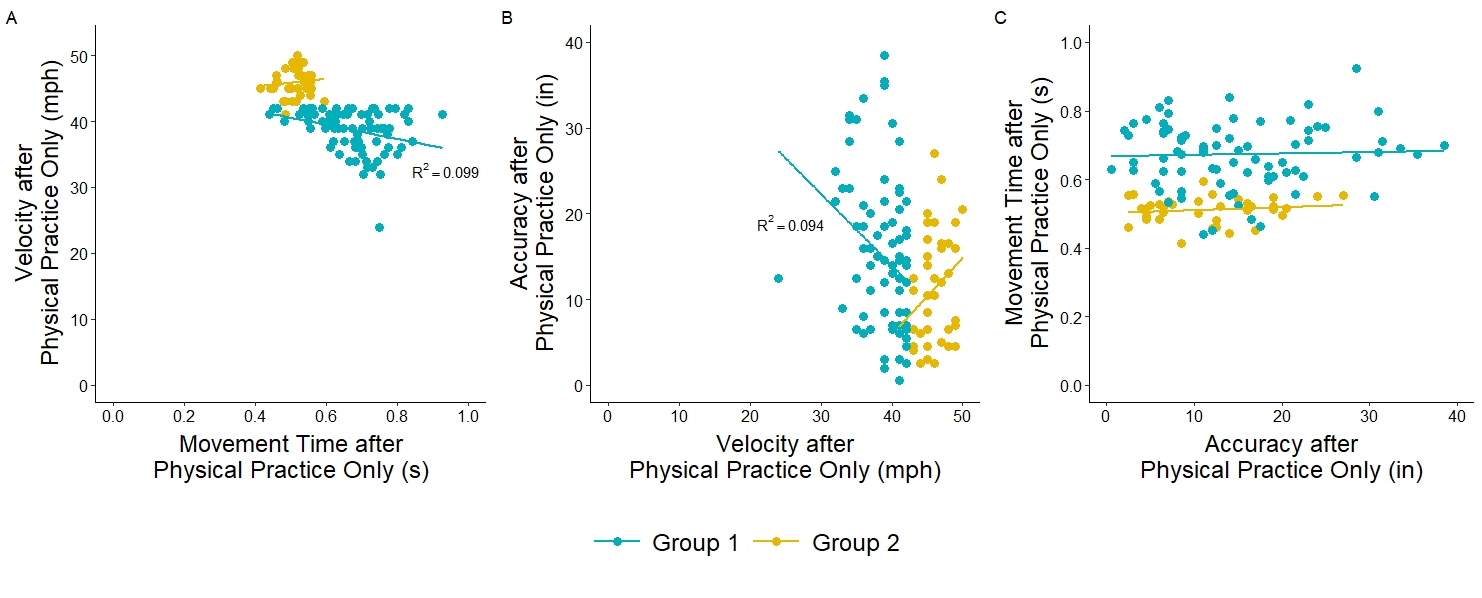 A
Velocity after
Physical Practice Only (mph)
50
40
30
20
10
0
R² = 0.099
0.0 0.2 0.4 0.6 0.8 1.0
Movement Time after
Physical Practice Only (s)
B
Accuracy after
Physical Practice Only (in)
40
30
20
10
0
R² = 0.094
0 10 20 30 40 50
Velocity after
Physical Practice Only (mph)
C
Movement Time after
Physical Practice Only (s)
1.0
0.8
0.6
0.4
0.2
0.0
0 10 20 30 40
Accuracy after
Physical Practice Only (in)
Group 1 Group 2